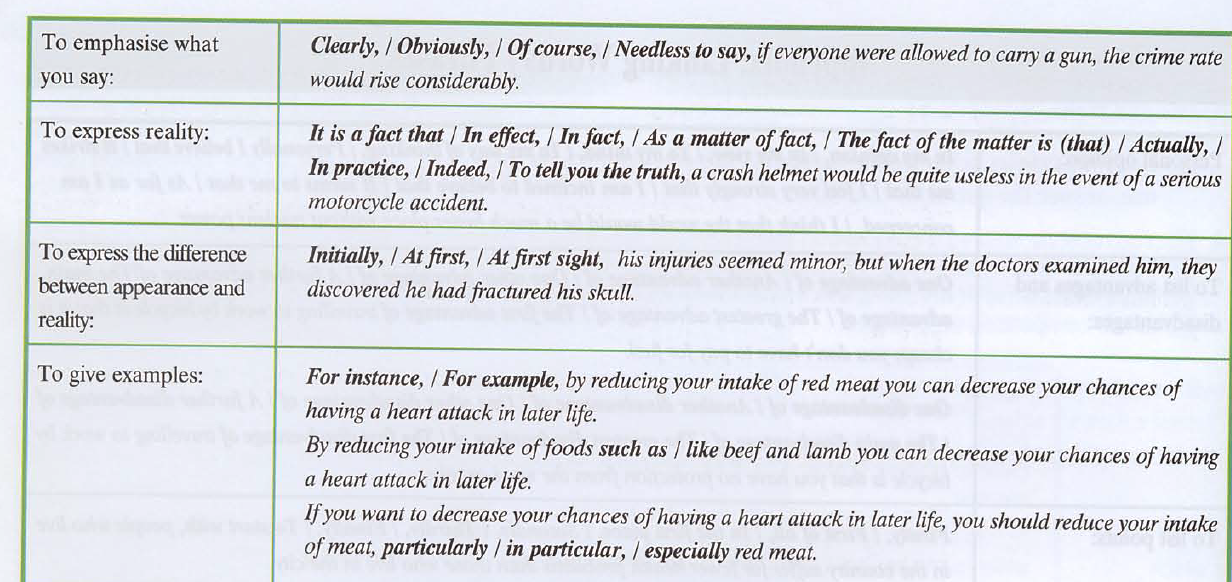 To emphasise what
you say:
Clearly, / Obviously, / Of course, / Needless to say, if everyone were allowed to carry a gun, the crime rate
would rise considerably.
To express reality:
It is a fact that / In effect, / In fact, / As a matter of fact, / The fact of the matter is (that) / Actually, /
In practice, / Indeed, / To tell you the truth, a crash helmet would be quite useless in the event of a serious
motorcycle accident.
To express the difference
between appearance and
reality:
Initially, / At first, / At first sight, his injuries seemed minor, but when the doctors examined him, they
discovered he had fractured his skull.
To give examples:
For instance, / For example, by reducing your intake of red meat you can decrease your chances of
having a heart attack in later life.
By reducing your intake of foods such as / like beef and lamb you can decrease your chances of having
a heart attack in later life.
If you want to decrease your chances of having a heart attack in later life, you should reduce your intake
of meat, particularly / in particular, / especially red meat.